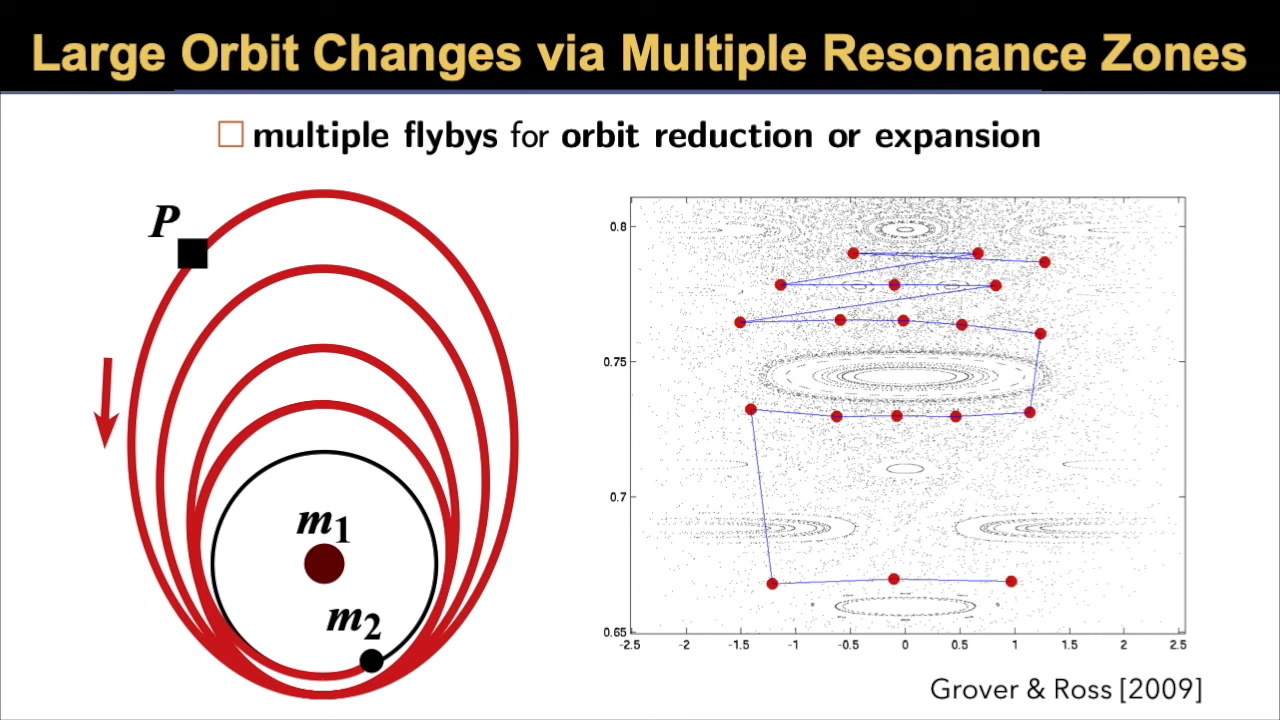 Large Orbit Changes via Multiple Resonance Zones
multiple flybys for orbit reduction or expansion
P
m1
m2
0.8
0.75
0.7
0.65
-2.5 -2 -1.5 -1 -0.5 0 0.5 1 1.5 2 2.5
Grover & Ross [2009]